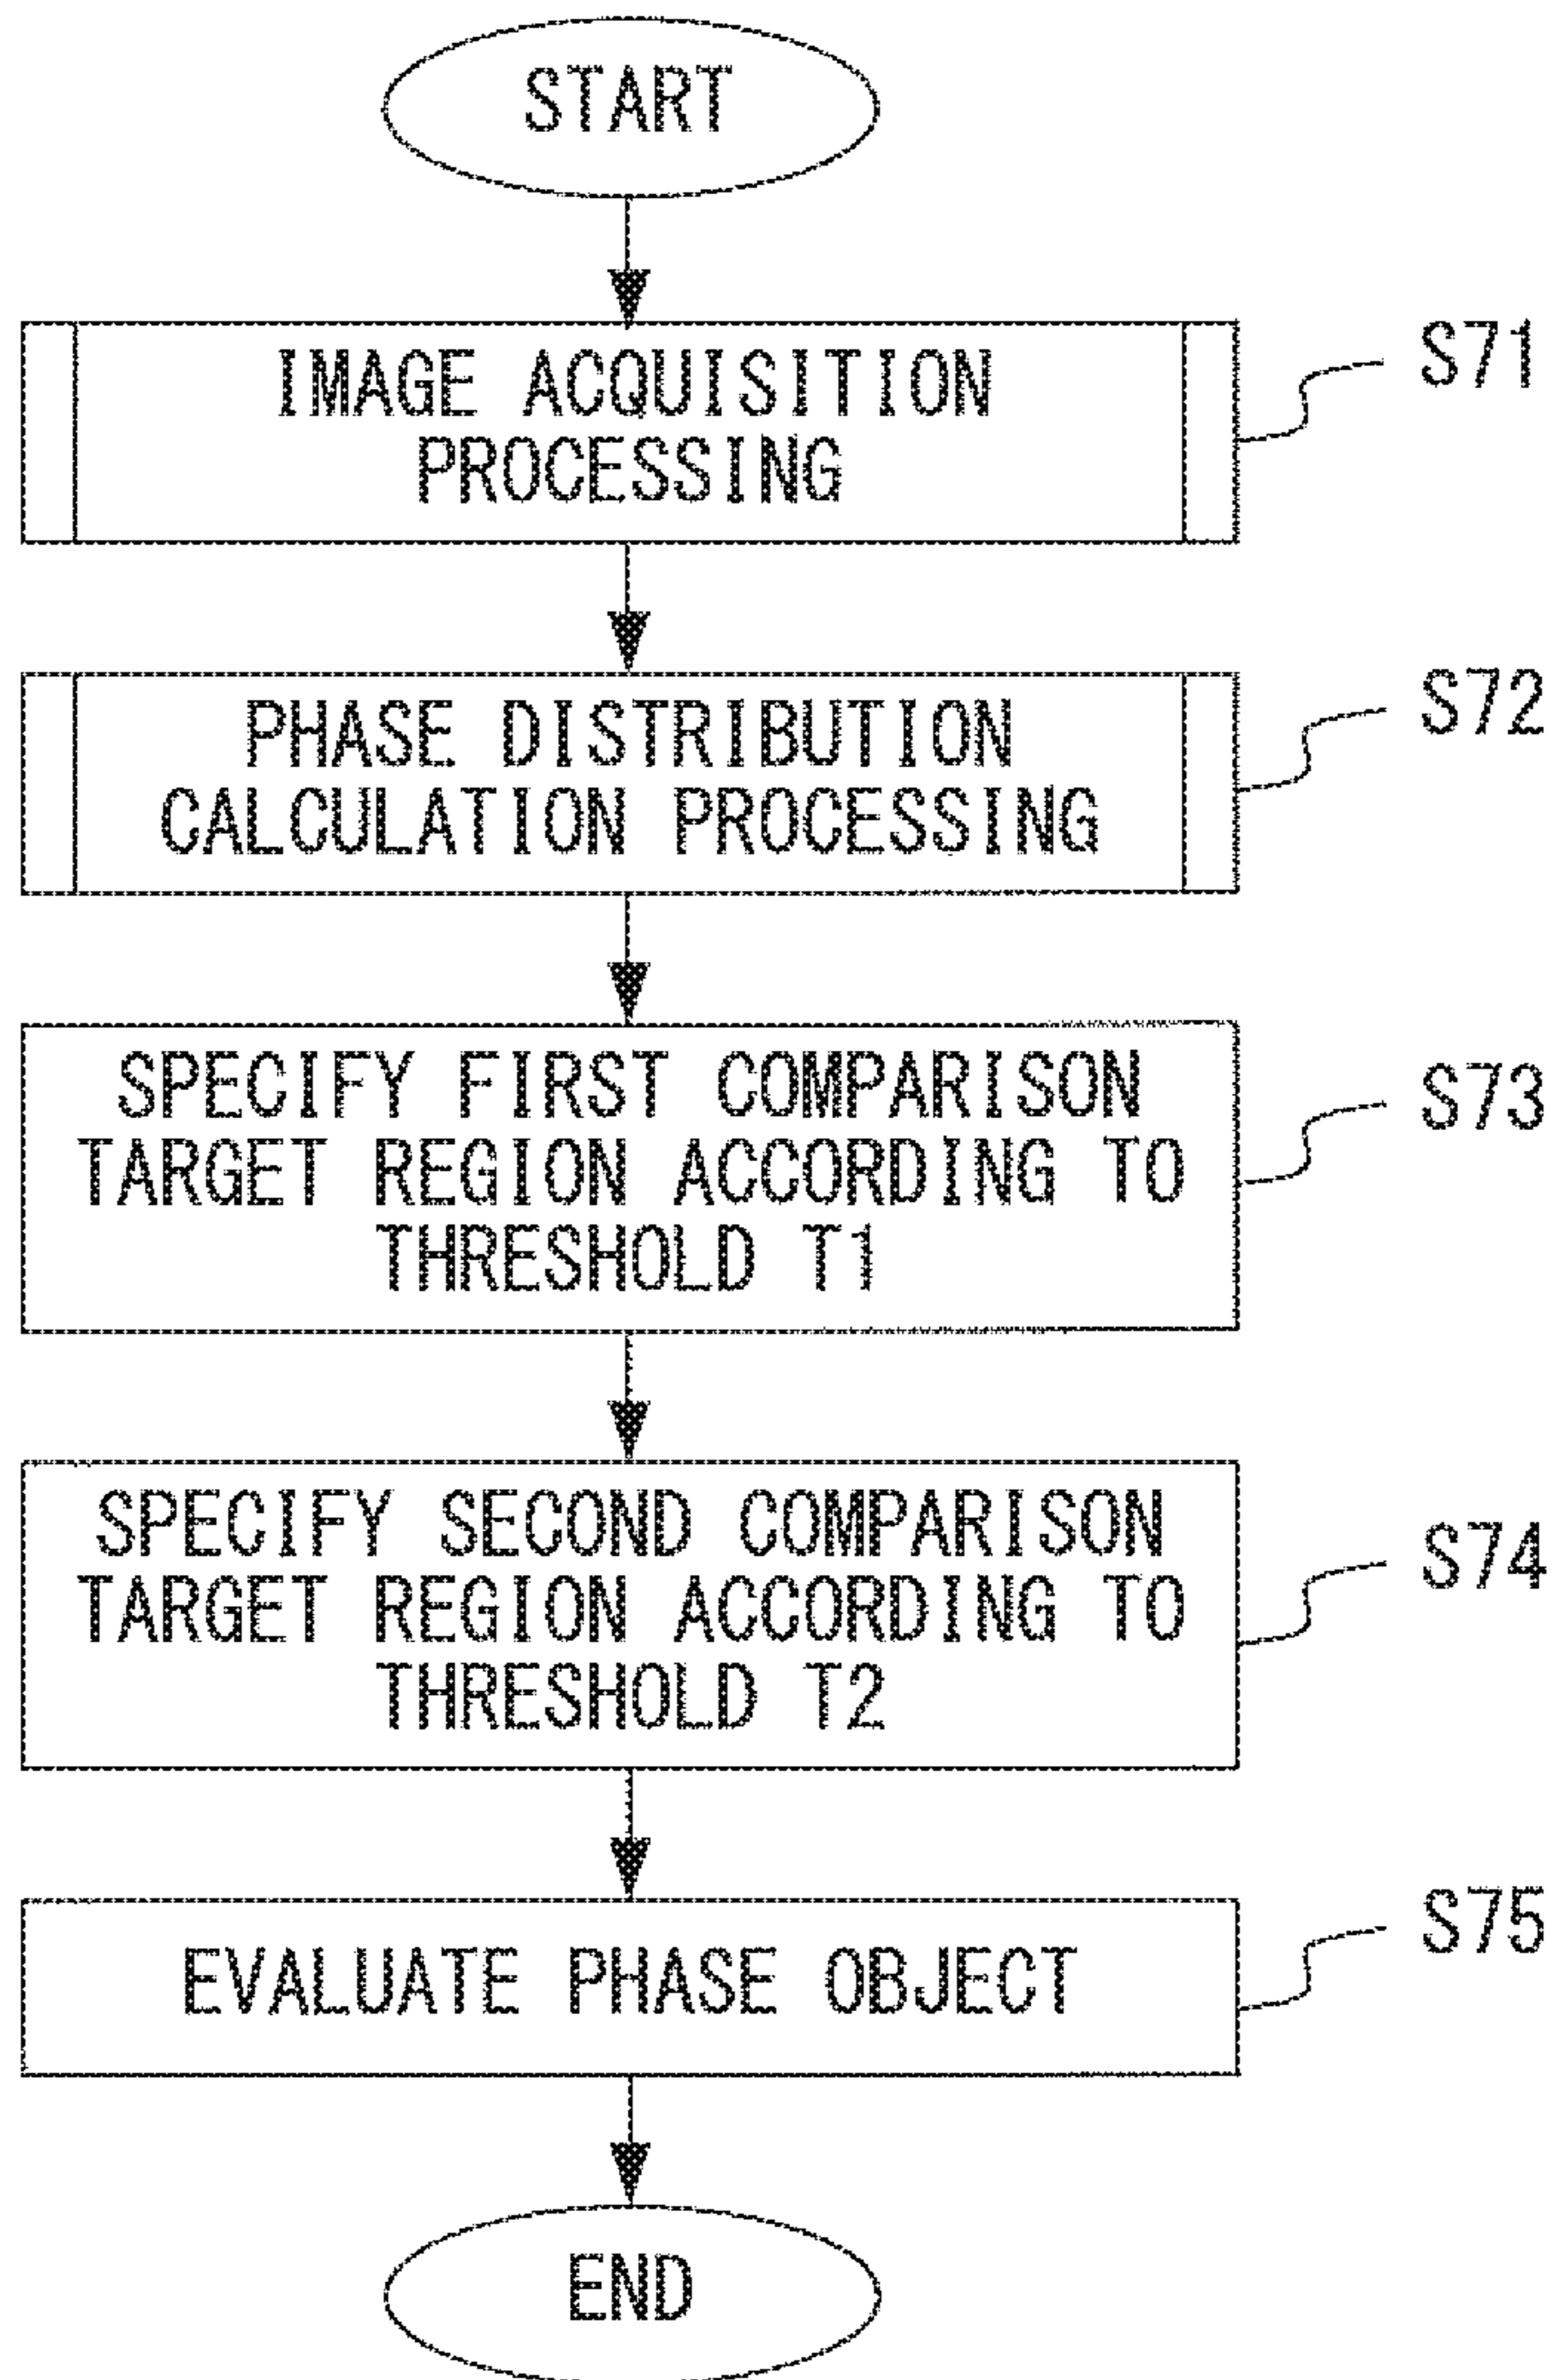 START
IMAGE ACQUISITION
PROCESSING
S71
PHASE DISTRIBUTION
CALCULATION PROCESSING
S72
SPECIFY FIRST COMPARISON
TARGET REGION ACCORDING TO
THRESHOLD T1
S73
SPECIFY SECOND COMPARISON
TARGET REGION ACCORDING TO
THRESHOLD T2
S74
EVALUATE PHASE OBJECT
S75
END